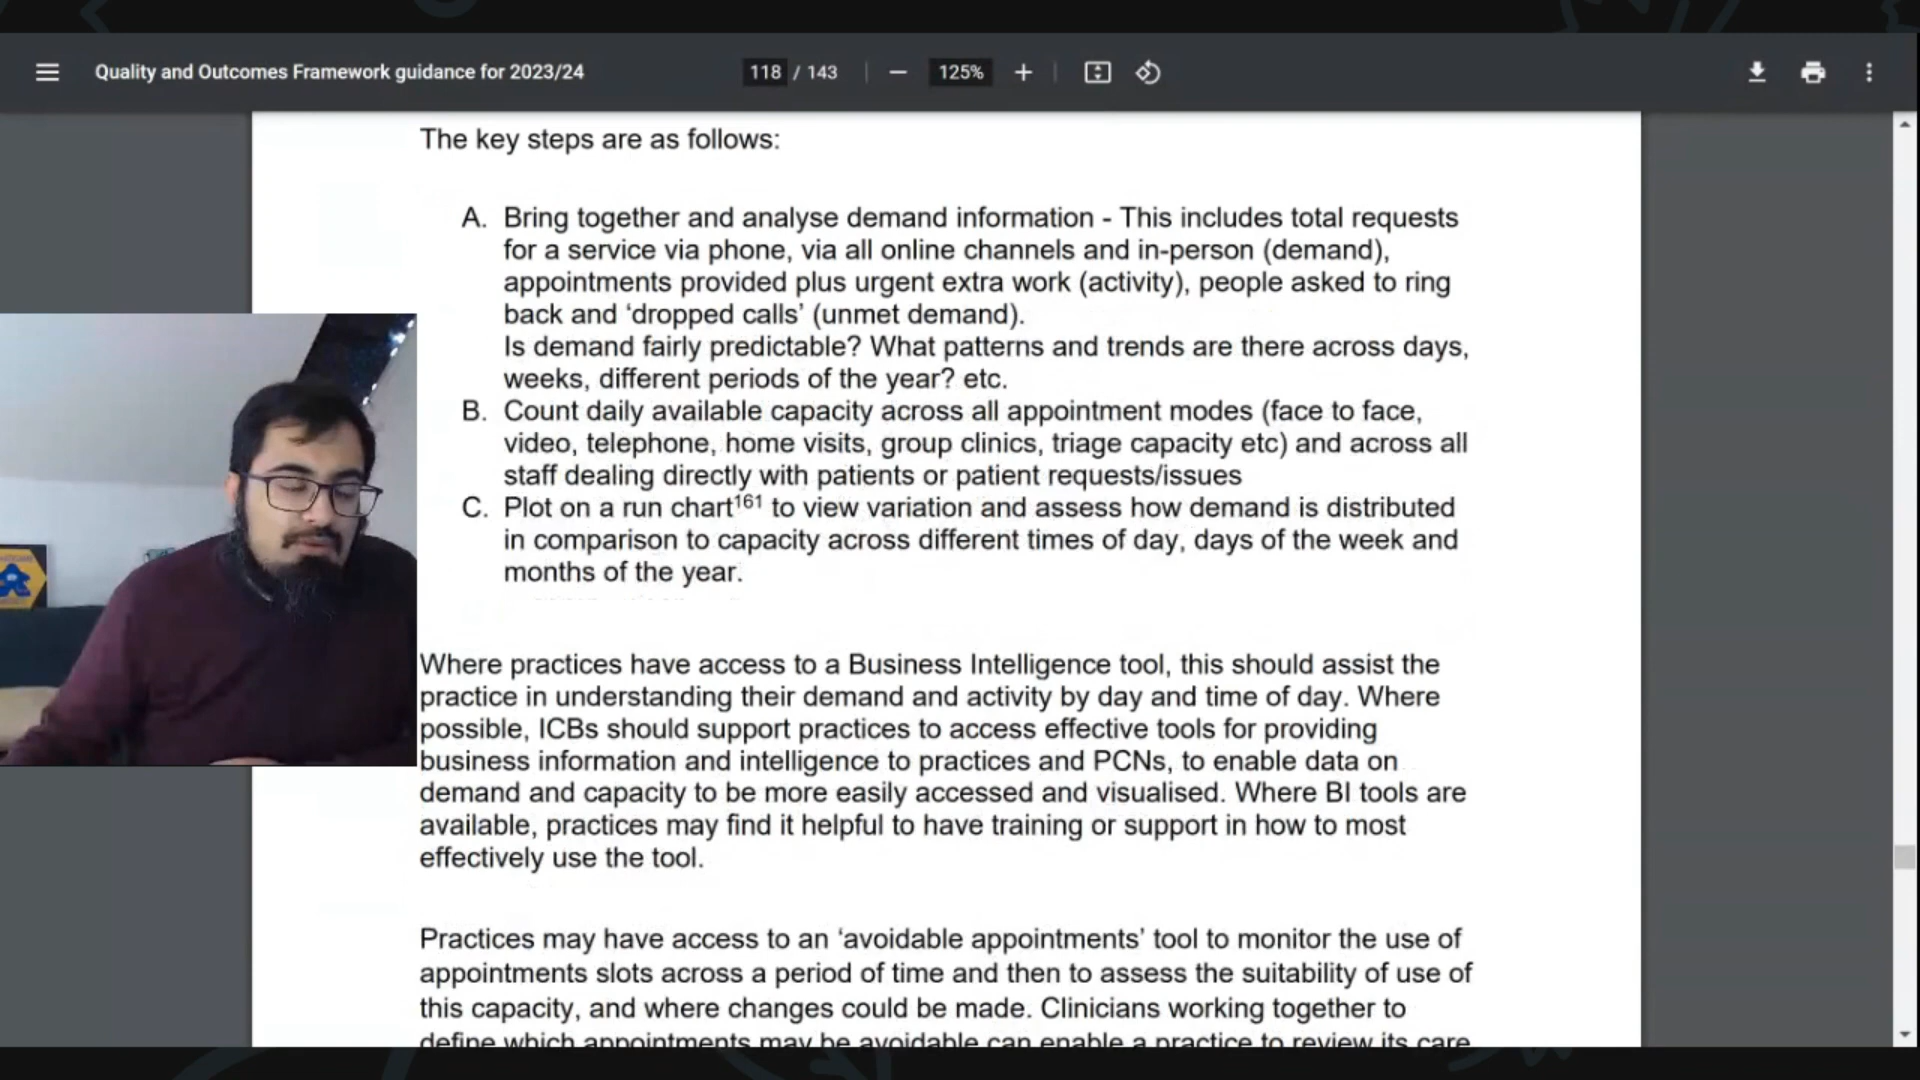 Quality and Outcomes Framework guidance for 2023/24
118 / 143
125%
The key steps are as follows:
A. Bring together and analyse demand information - This includes total requests
for a service via phone, via all online channels and in-person (demand),
appointments provided plus urgent extra work (activity), people asked to ring
back and ‘dropped calls’ (unmet demand).
Is demand fairly predictable? What patterns and trends are there across days,
weeks, different periods of the year? etc.
B. Count daily available capacity across all appointment modes (face to face,
video, telephone, home visits, group clinics, triage capacity etc) and across all
staff dealing directly with patients or patient requests/issues
C. Plot on a run chart161 to view variation and assess how demand is distributed
in comparison to capacity across different times of day, days of the week and
months of the year.
Where practices have access to a Business Intelligence tool, this should assist the
practice in understanding their demand and activity by day and time of day. Where
possible, ICBs should support practices to access effective tools for providing
business information and intelligence to practices and PCNs, to enable data on
demand and capacity to be more easily accessed and visualised. Where BI tools are
available, practices may find it helpful to have training or support in how to most
effectively use the tool.
Practices may have access to an ‘avoidable appointments’ tool to monitor the use of
appointments slots across a period of time and then to assess the suitability of use of
this capacity, and where changes could be made. Clinicians working together to
define which appointments may be avoidable can enable a practice to review its care